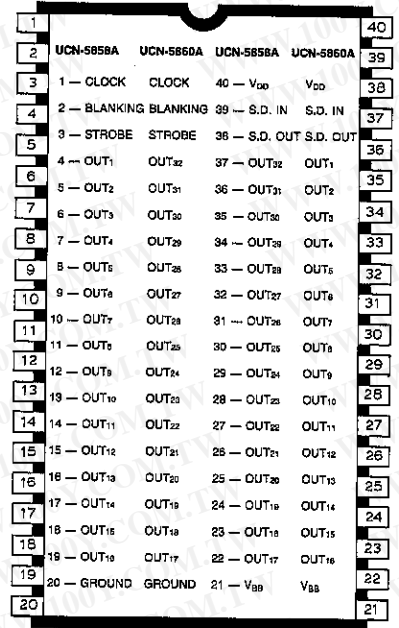 1 40
2 UCN-5858A UCN-5860A UCN-5858A UCN-5860A 39
3 1 — CLOCK CLOCK 40 — VDD VDD 38
4 2 — BLANKING BLANKING 39 — S.D. IN S.D. IN 37
5 3 — STROBE STROBE 38 — S.D. OUT S.D. OUT 36
4 — OUT1 OUT32 37 — OUT32 OUT1
6 5 — OUT2 OUT31 36 — OUT31 OUT2 35
7 6 — OUT3 OUT30 35 — OUT30 OUT3 34
8 7 — OUT4 OUT29 34 — OUT29 OUT4 33
9 8 — OUT5 OUT28 33 — OUT28 OUT5 32
10 9 — OUT6 OUT27 32 — OUT27 OUT6 31
11 10 — OUT7 OUT26 31 — OUT26 OUT7 30
11 — OUT8 OUT25 30 — OUT25 OUT8
12 12 — OUT9 OUT24 29 — OUT24 OUT9 29
13 13 — OUT10 OUT23 28 — OUT23 OUT10 28
14 14 — OUT11 OUT22 27 — OUT22 OUT11 27
15 15 — OUT12 OUT21 26 — OUT21 OUT12 26
16 16 — OUT13 OUT20 25 — OUT20 OUT13 25
17 17 — OUT14 OUT19 24 — OUT19 OUT14 24
18 18 — OUT15 OUT18 23 — OUT18 OUT15 23
19 — OUT16 OUT17 22 — OUT17 OUT16
19 20 — GROUND GROUND 21 — VBB VBB 22
20 21